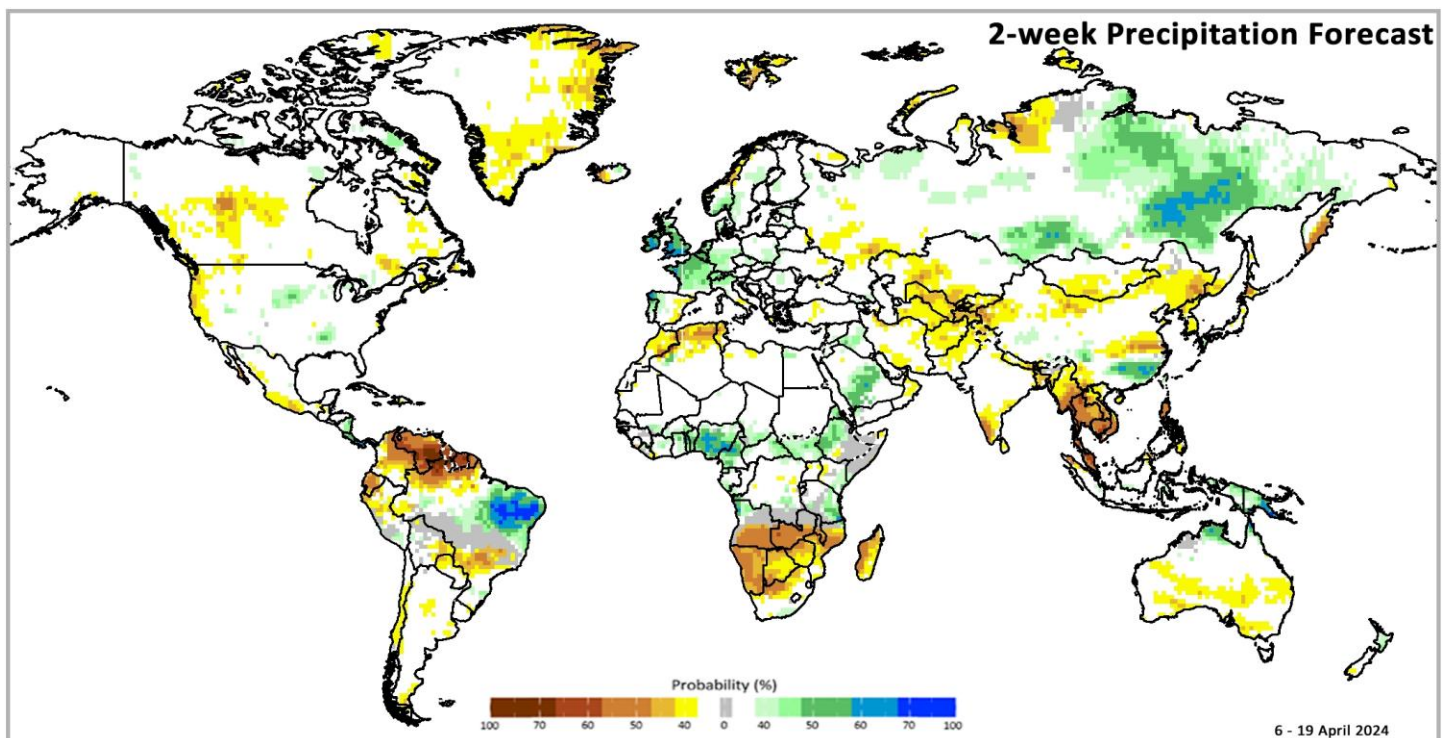 2-week Precipitation Forecast
Probability (%)
100 70 60 50 40 0 40 50 60 70 100
6 - 19 April 2024